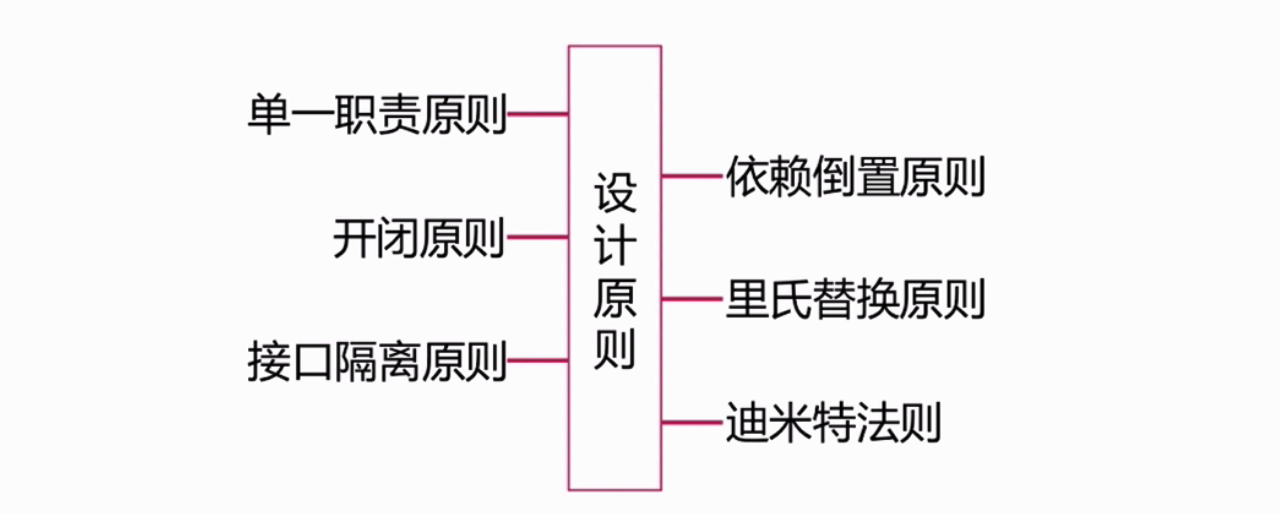 单一职责原则
开闭原则
接口隔离原则
设计原则
依赖倒置原则
里氏替换原则
迪米特法则